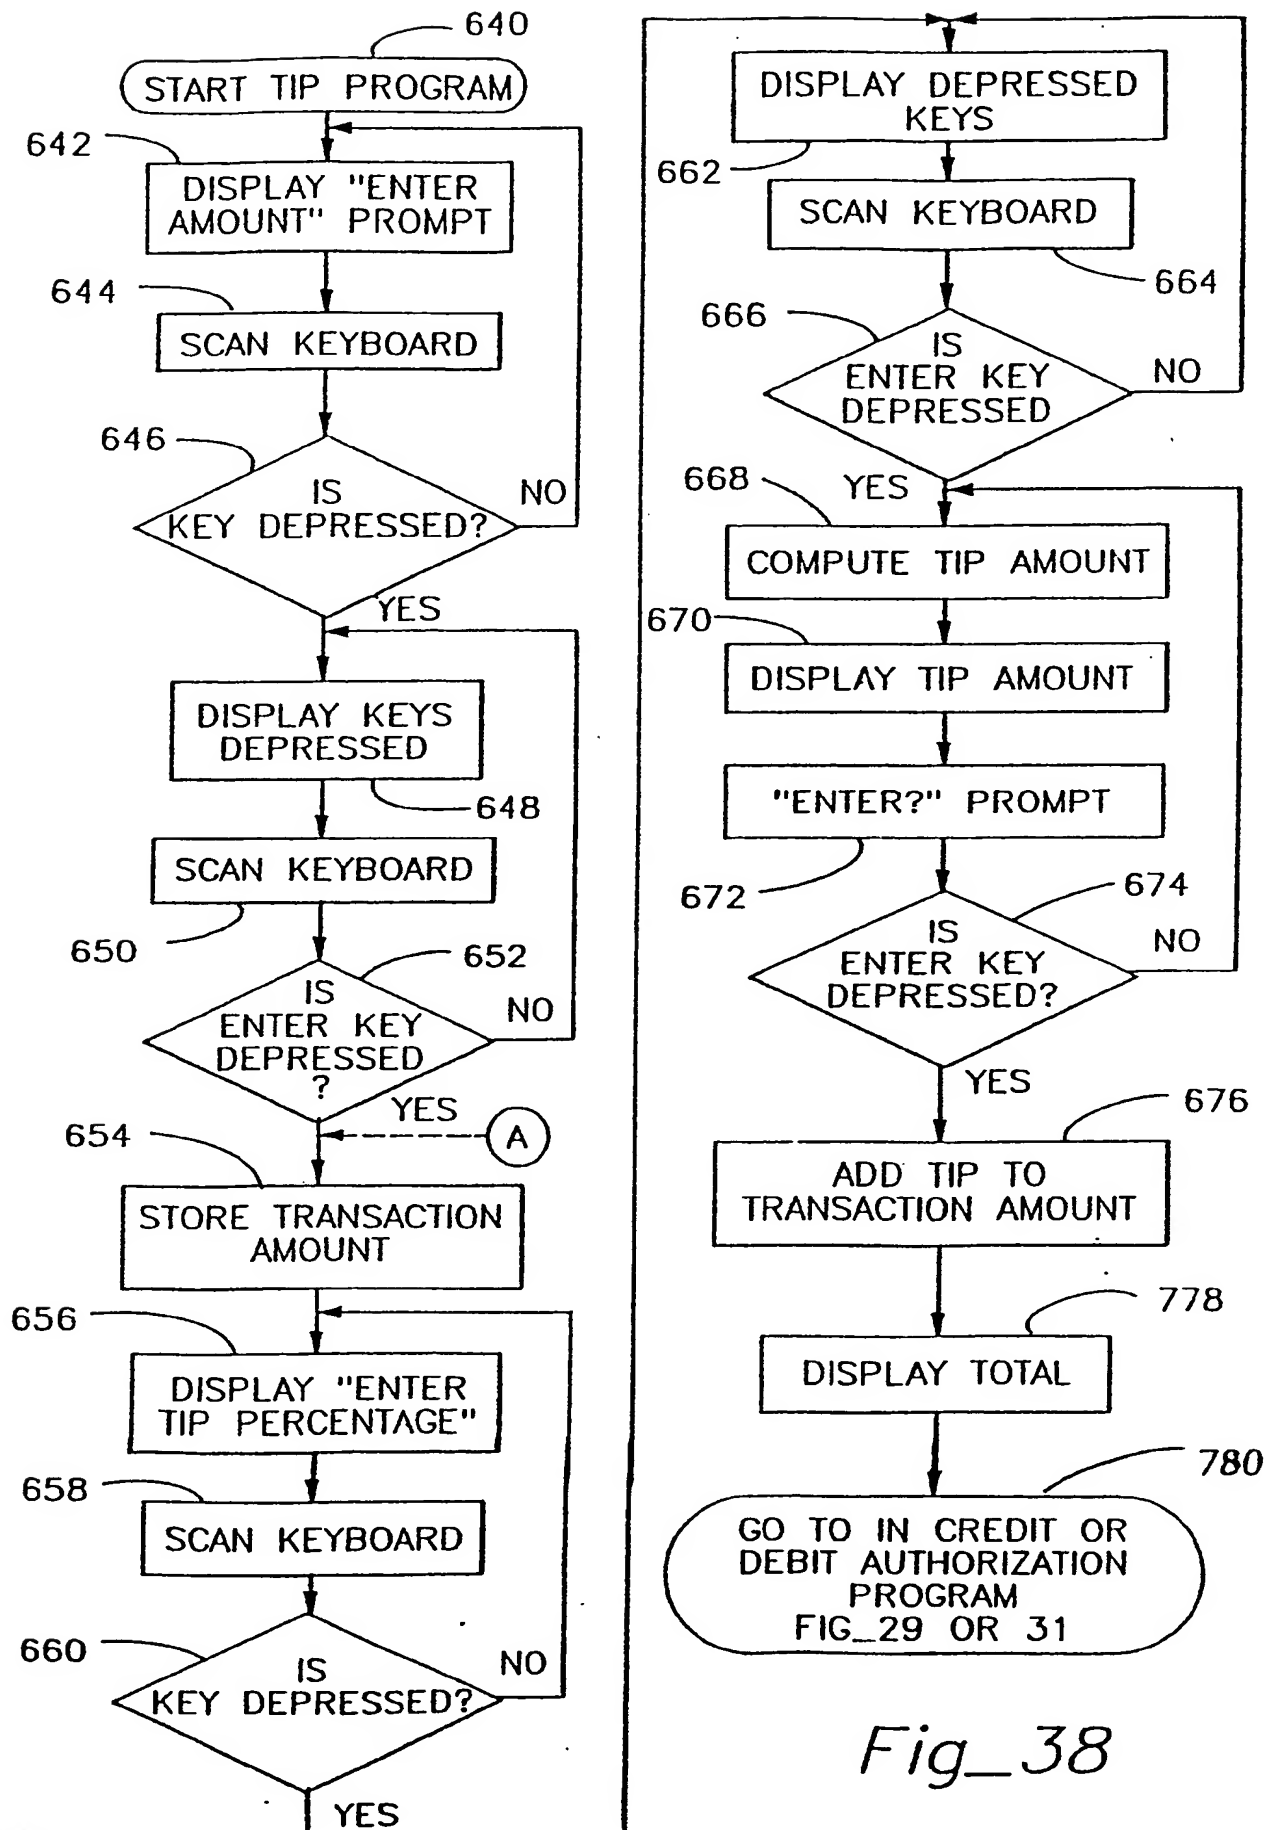 640
START TIP PROGRAM
642
DISPLAY "ENTER
AMOUNT" PROMPT
644
SCAN KEYBOARD
646
IS
KEY DEPRESSED?
NO
YES
DISPLAY KEYS
DEPRESSED
648
SCAN KEYBOARD
650
652
IS
ENTER KEY
DEPRESSED
?
NO
YES
A
654
STORE TRANSACTION
AMOUNT
656
DISPLAY "ENTER
TIP PERCENTAGE"
658
SCAN KEYBOARD
660
IS
KEY DEPRESSED?
NO
YES
DISPLAY DEPRESSED
KEYS
662
SCAN KEYBOARD
664
666
IS
ENTER KEY
DEPRESSED
NO
YES
668
COMPUTE TIP AMOUNT
670
DISPLAY TIP AMOUNT
"ENTER?" PROMPT
672
674
IS
ENTER KEY
DEPRESSED?
NO
YES
676
ADD TIP TO
TRANSACTION AMOUNT
778
DISPLAY TOTAL
780
GO TO IN CREDIT OR
DEBIT AUTHORIZATION
PROGRAM
FIG_29 OR 31
Fig_38